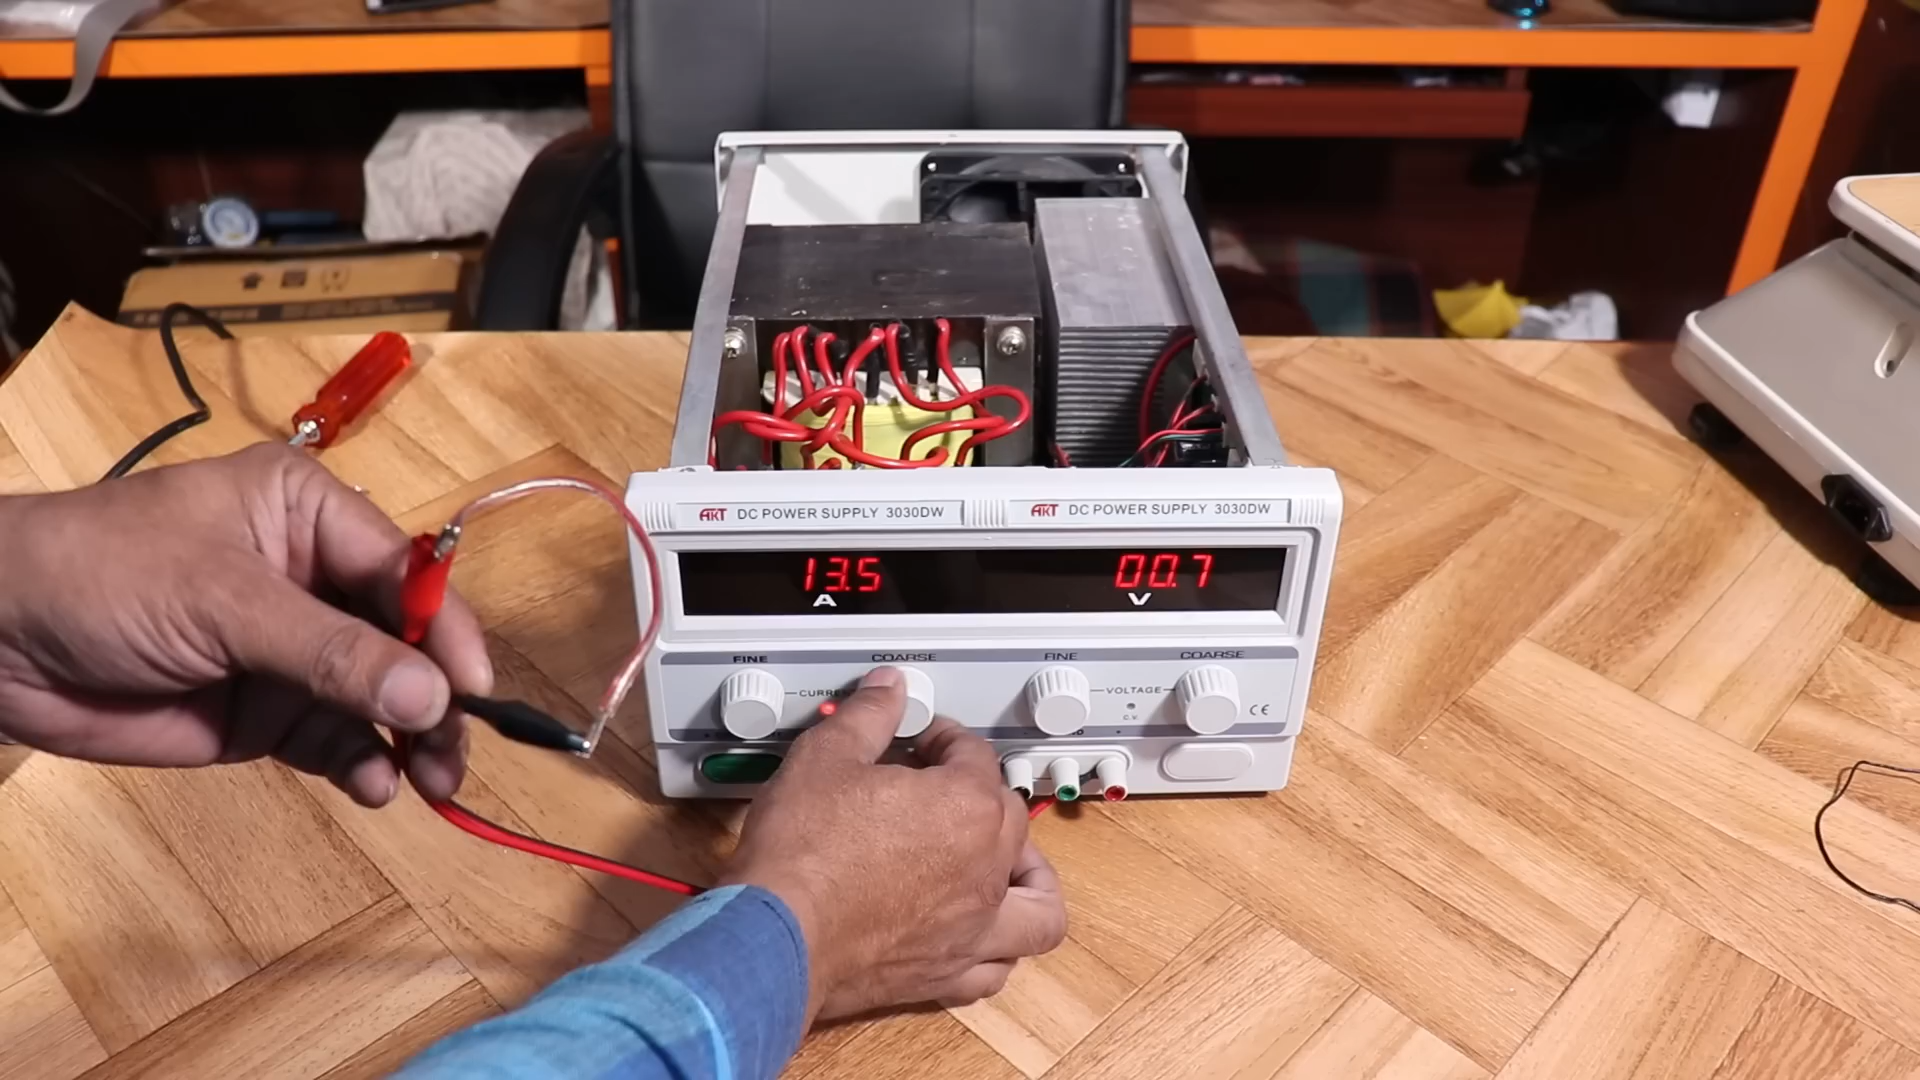 AKT DC POWER SUPPLY 3030DW
AKT DC POWER SUPPLY 3030DW
13.5
00.7
A
V
FINE
COARSE
FINE
COARSE
VOLTAGE
C.V.
CE